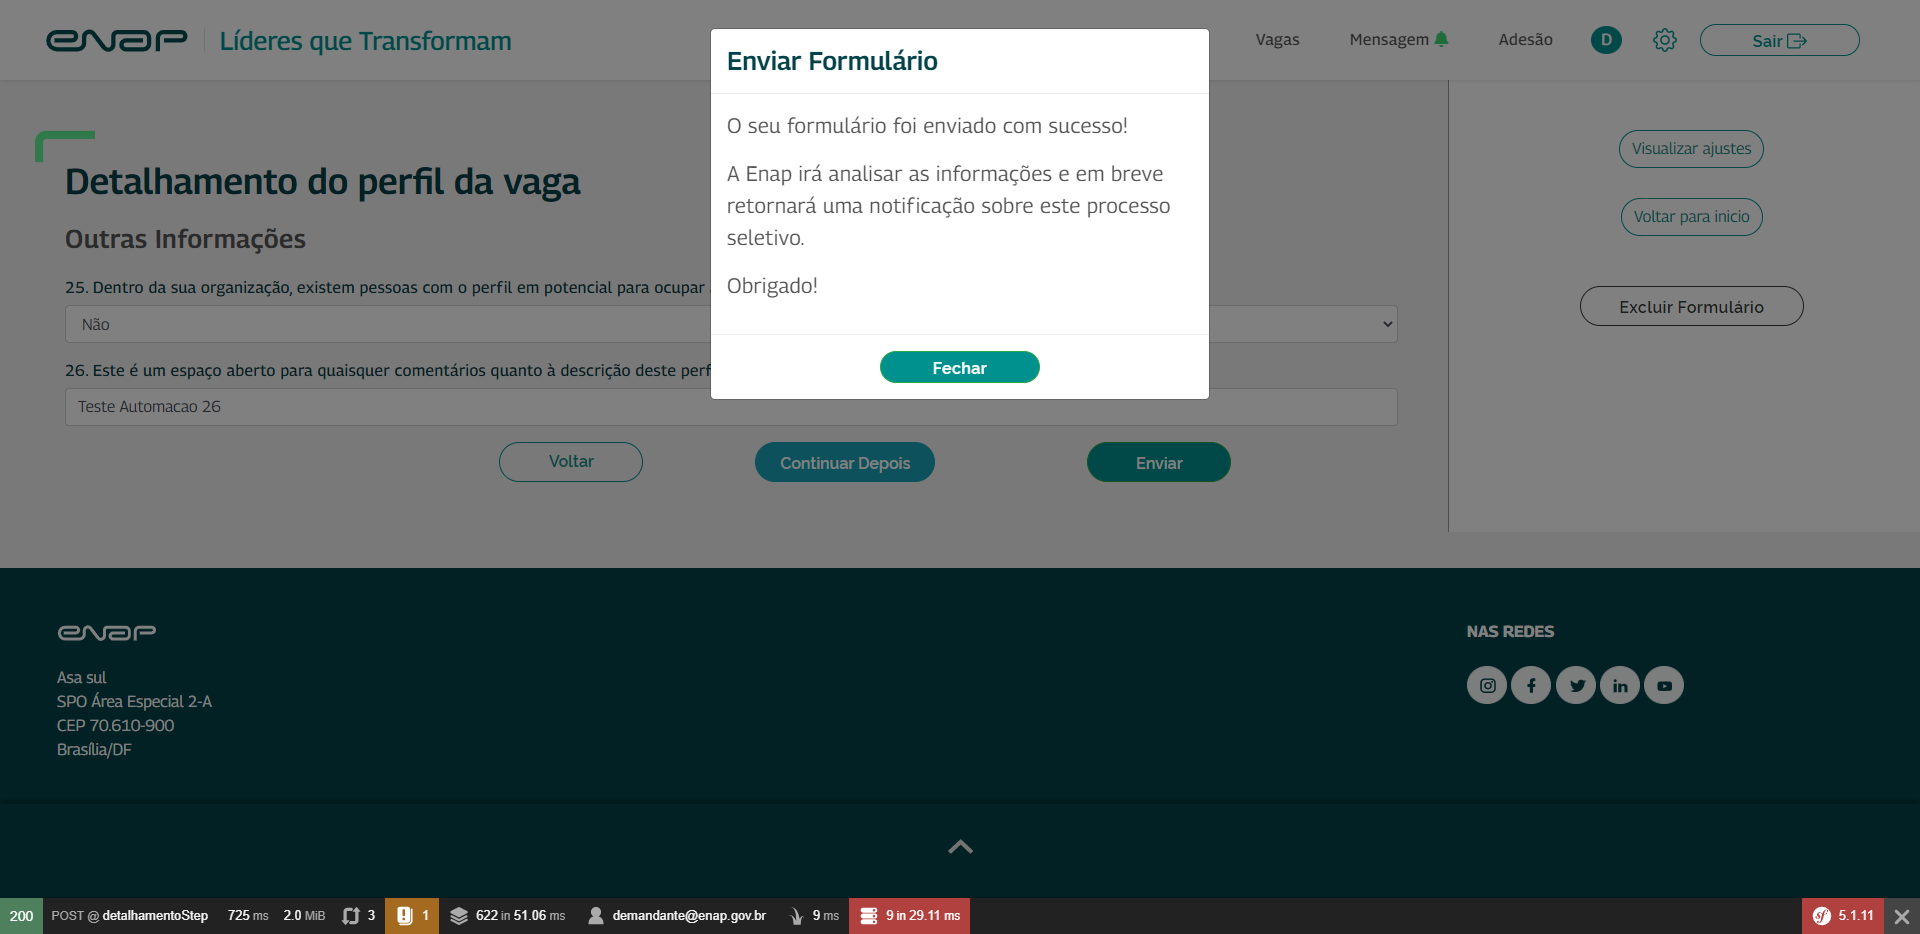 enap Líderes que Transformam
Vagas Mensagem Adesão D Sair
Enviar Formulário
O seu formulário foi enviado com sucesso!
A Enap irá analisar as informações e em breve
retornará uma notificação sobre este processo
seletivo.
Obrigado!
Fechar
Detalhamento do perfil da vaga
Outras Informações
25. Dentro da sua organização, existem pessoas com o perfil em potencial para ocupar
Não
26. Este é um espaço aberto para quaisquer comentários quanto à descrição deste perf
Teste Automacao 26
Voltar Continuar Depois Enviar
Visualizar ajustes
Voltar para inicio
Excluir Formulário
enap
Asa sul
SPO Área Especial 2-A
CEP 70.610-900
Brasília/DF
NAS REDES
200 POST @ detalhamentoStep 725 ms 2.0 MiB 3 1 622 in 51.06 ms demandante@enap.gov.br 9 ms 9 in 29.11 ms sf 5.1.11